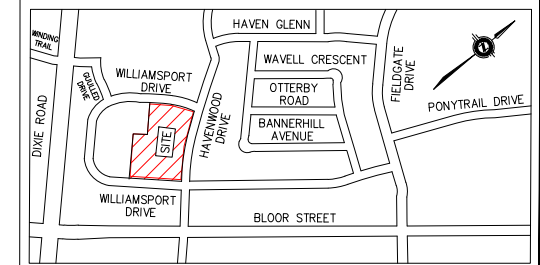 HAVEN GLENN
WINDING
TRAIL
WAVELL CRESCENT
WILLIAMSPORT
DRIVE
GULLED
DRIVE
OTTERBY
ROAD
FIELDGATE
DRIVE
PONYTRAIL DRIVE
DIXIE ROAD
SITE
HAVENWOOD
DRIVE
BANNERHILL
AVENUE
WILLIAMSPORT
DRIVE
BLOOR STREET